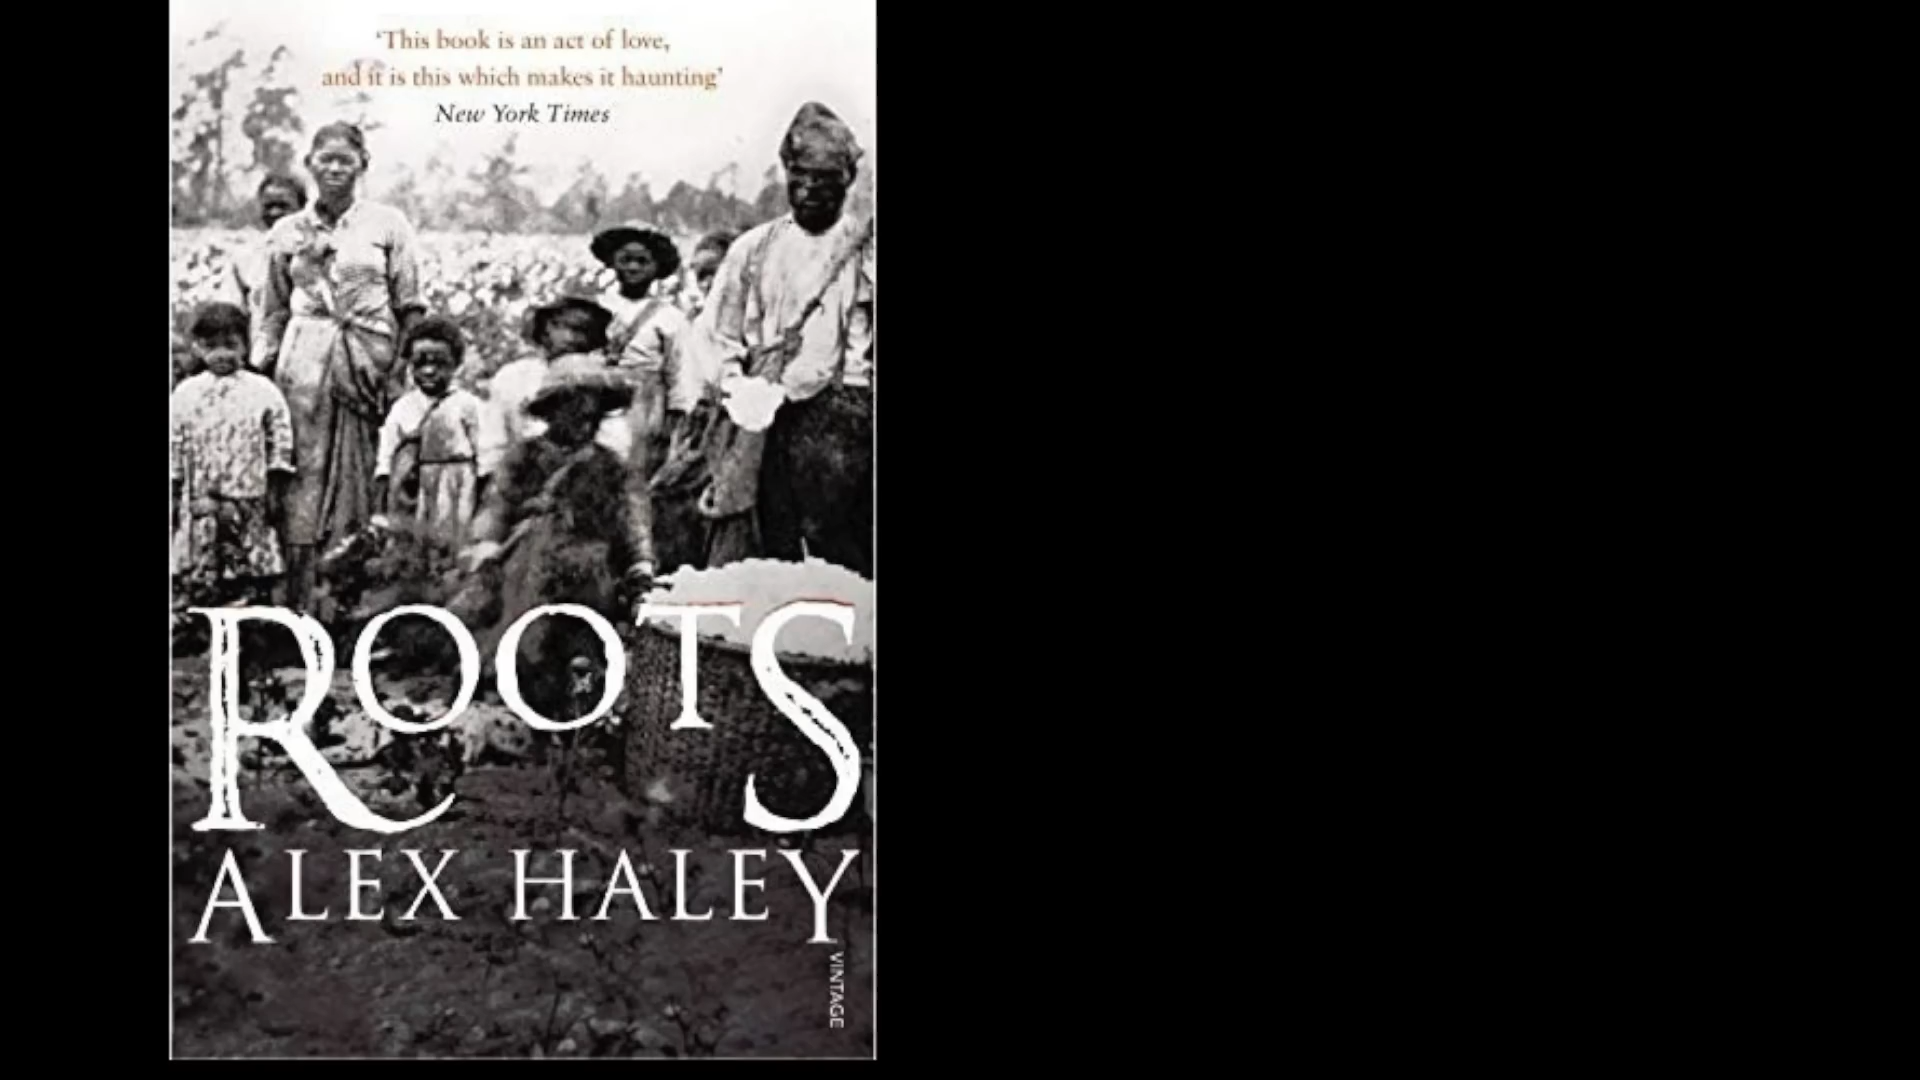 ‘This book is an act of love,
and it is this which makes it haunting’
New York Times
ROOTS
ALEX HALEY
VINTAGE